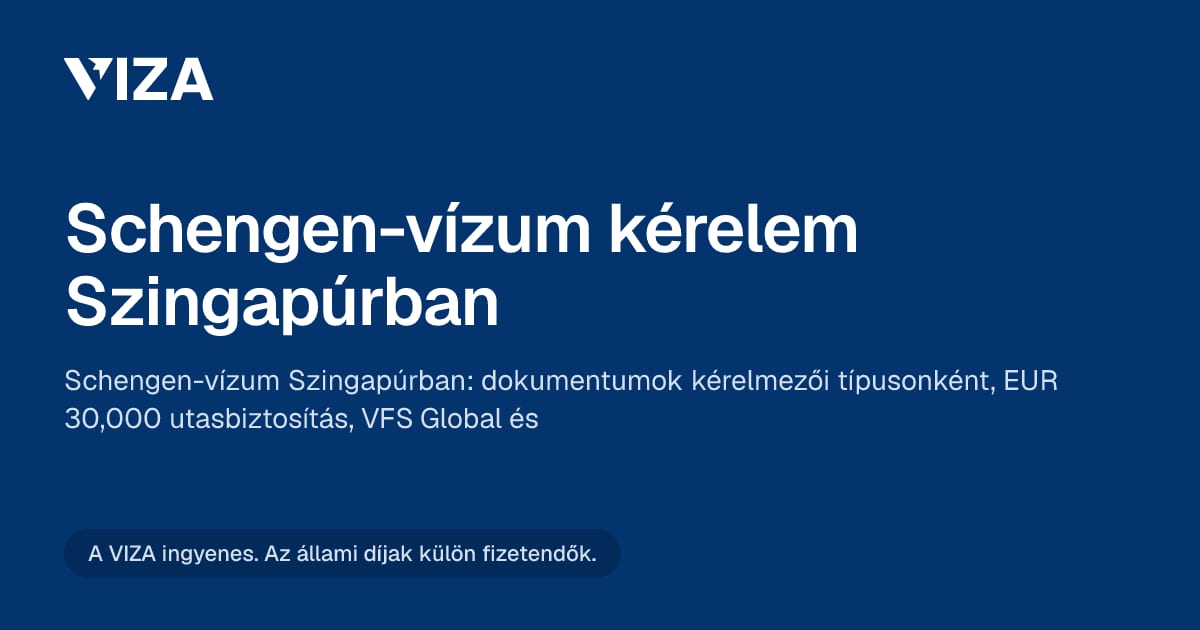 VIZA
Schengen-vízum kérelem
Szingapúrban
Schengen-vízum Szingapúrban: dokumentumok kérelmezői típusonként, EUR
30,000 utasbiztosítás, VFS Global és
A VIZA ingyenes. Az állami díjak külön fizetendők.